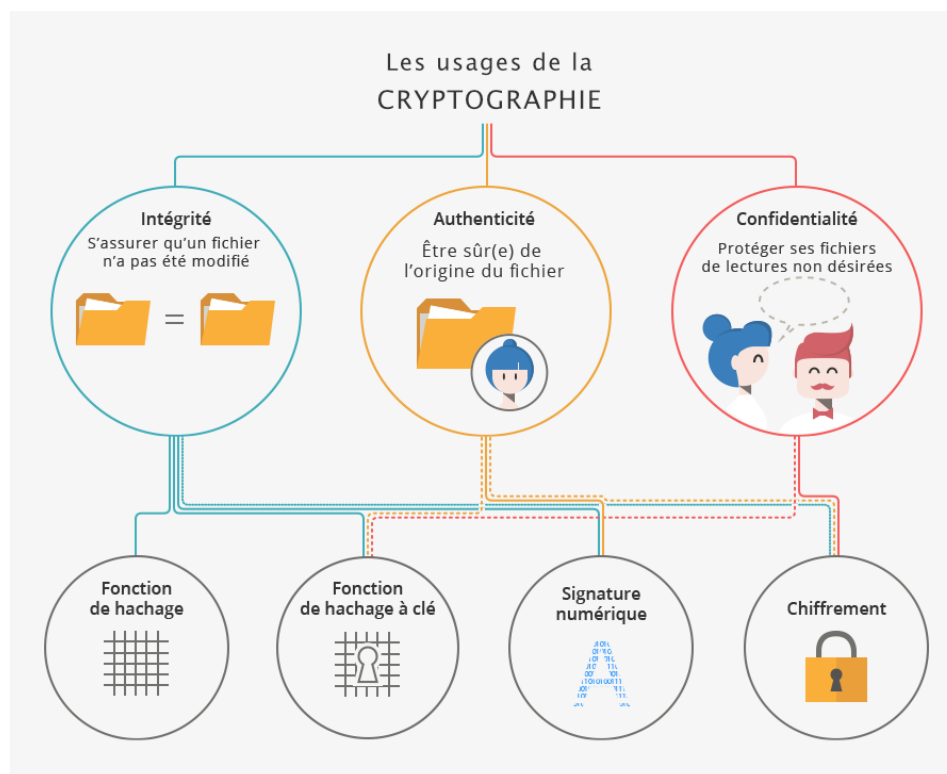 Les usages de la
CRYPTOGRAPHIE
Intégrité
S'assurer qu'un fichier
n'a pas été modifié
=
Authenticité
Être sûr(e) de
l'origine du fichier
Confidentialité
Protéger ses fichiers
de lectures non désirées
Fonction
de hachage
Fonction
de hachage à clé
Signature
numérique
Chiffrement